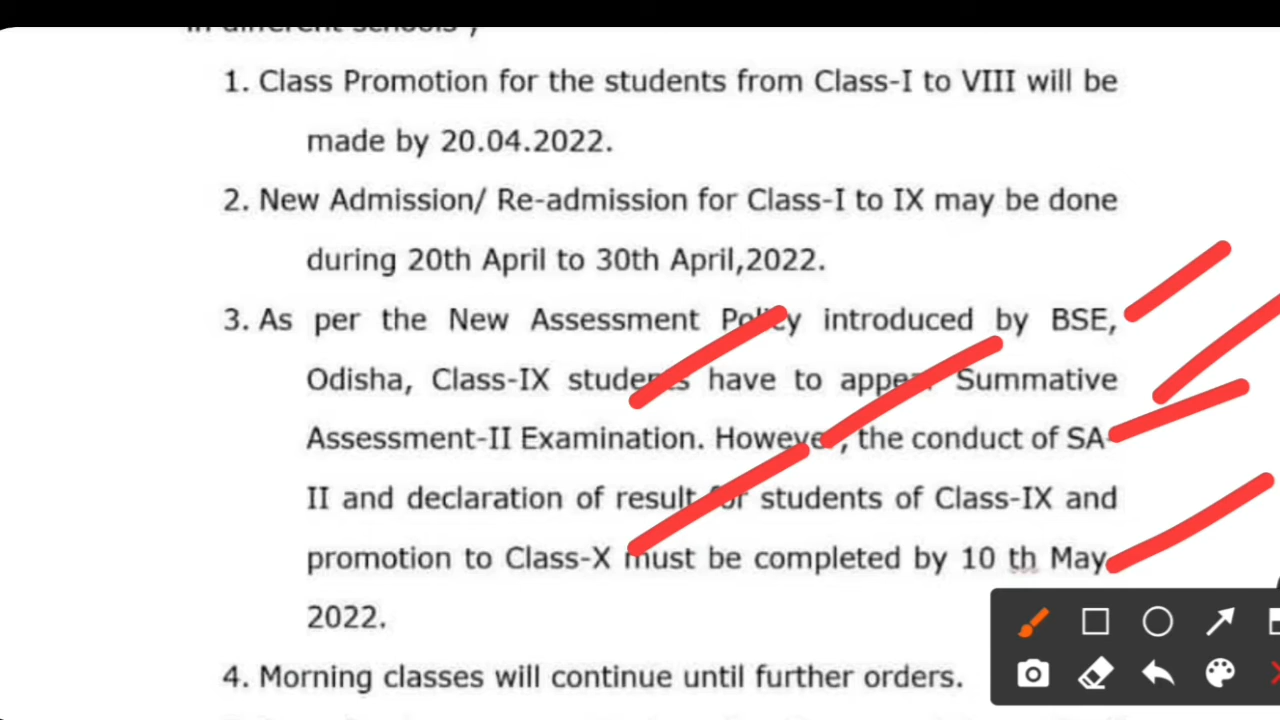 in different schools ;
1. Class Promotion for the students from Class-I to VIII will be
made by 20.04.2022.
2. New Admission/ Re-admission for Class-I to IX may be done
during 20th April to 30th April,2022.
3. As per the New Assessment Policy introduced by BSE,
Odisha, Class-IX students have to appear Summative
Assessment-II Examination. However, the conduct of SA-
II and declaration of result for students of Class-IX and
promotion to Class-X must be completed by 10 th May
2022.
4. Morning classes will continue until further orders.